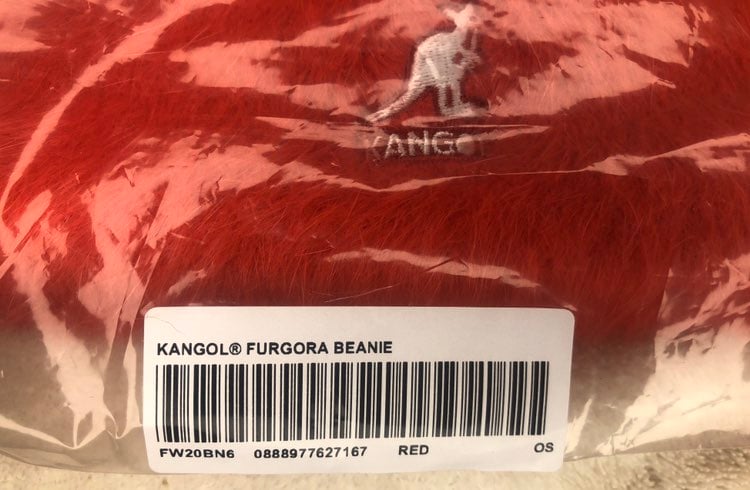 KANGOL
KANGOL® FURGORA BEANIE
FW20BN6 0888977627167 RED OS